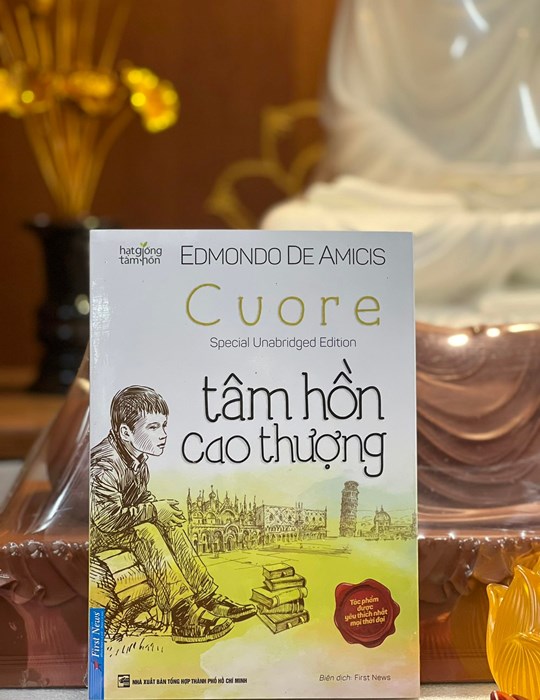 hạt giống
tâm hồn
EDMONDO DE AMICIS
Cuore
Special Unabridged Edition
tâm hồn
cao thượng
Tác phẩm
được
yêu thích nhất
mọi thời đại
First News
NHÀ XUẤT BẢN TỔNG HỢP THÀNH PHỐ HỒ CHÍ MINH
Biên dịch: First News